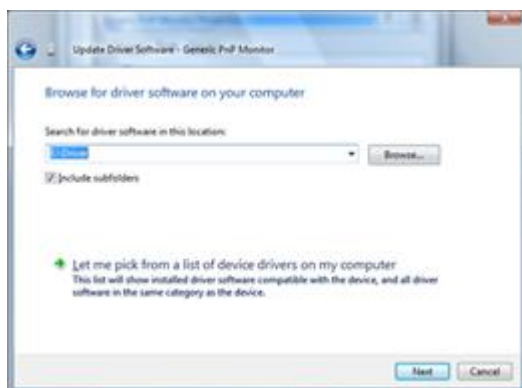 Update Driver Software - Generic PnP Monitor
Browse for driver software on your computer
Search for driver software in this location:
Browse...
Include subfolders
Let me pick from a list of device drivers on my computer
This list will show installed driver software compatible with the device, and all driver
software in the same category as the device.
Next
Cancel